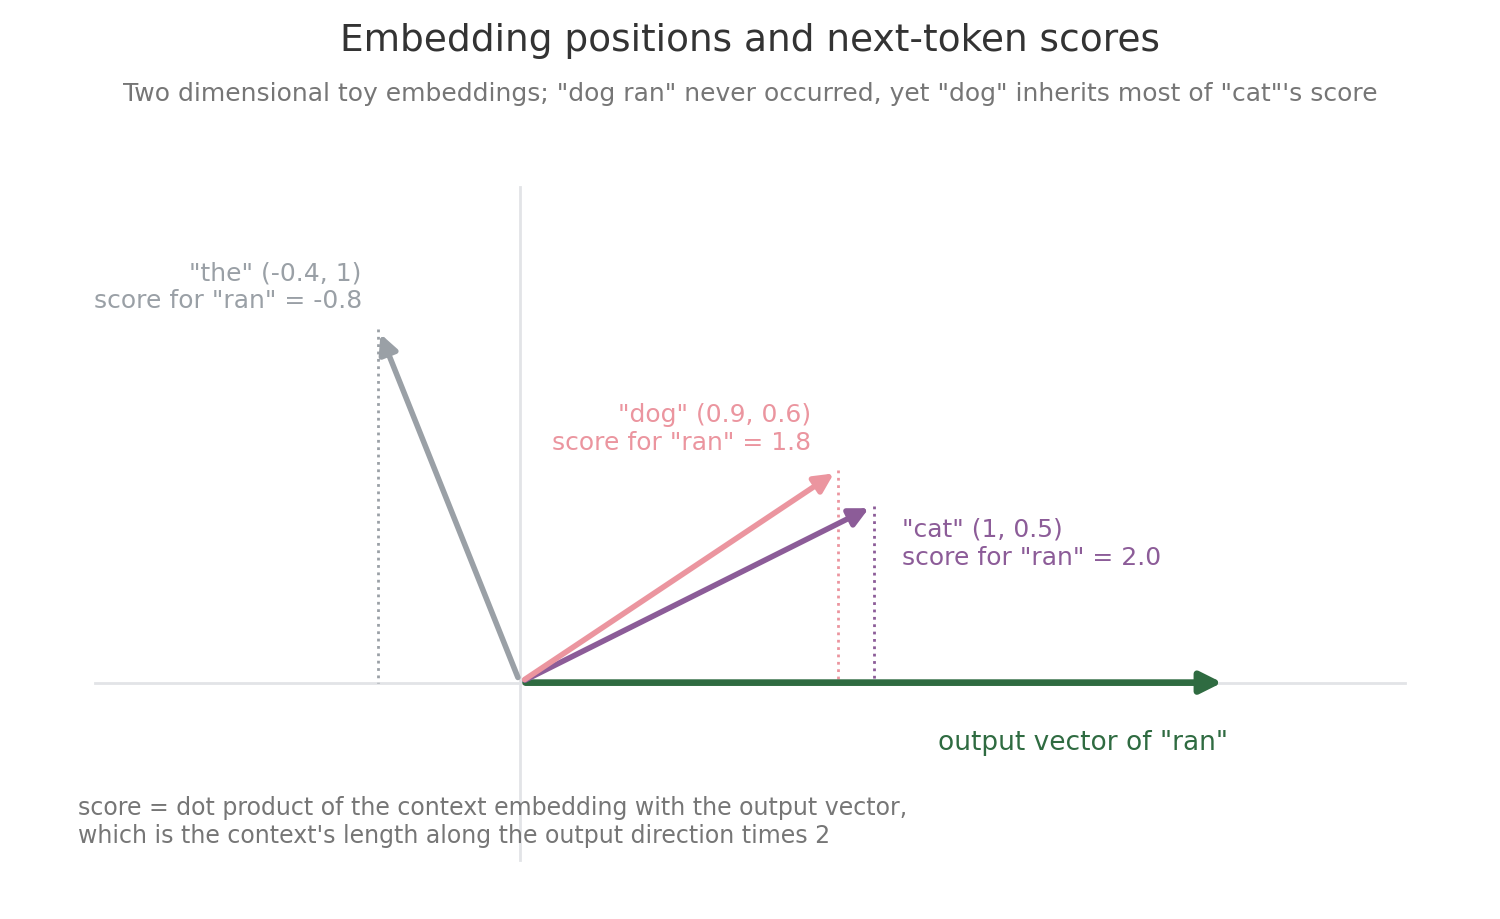 Embedding positions and next-token scores
Two dimensional toy embeddings; "dog ran" never occurred, yet "dog" inherits most of "cat"'s score
"the" (-0.4, 1)
score for "ran" = -0.8
"dog" (0.9, 0.6)
score for "ran" = 1.8
"cat" (1, 0.5)
score for "ran" = 2.0
output vector of "ran"
score = dot product of the context embedding with the output vector,
which is the context's length along the output direction times 2